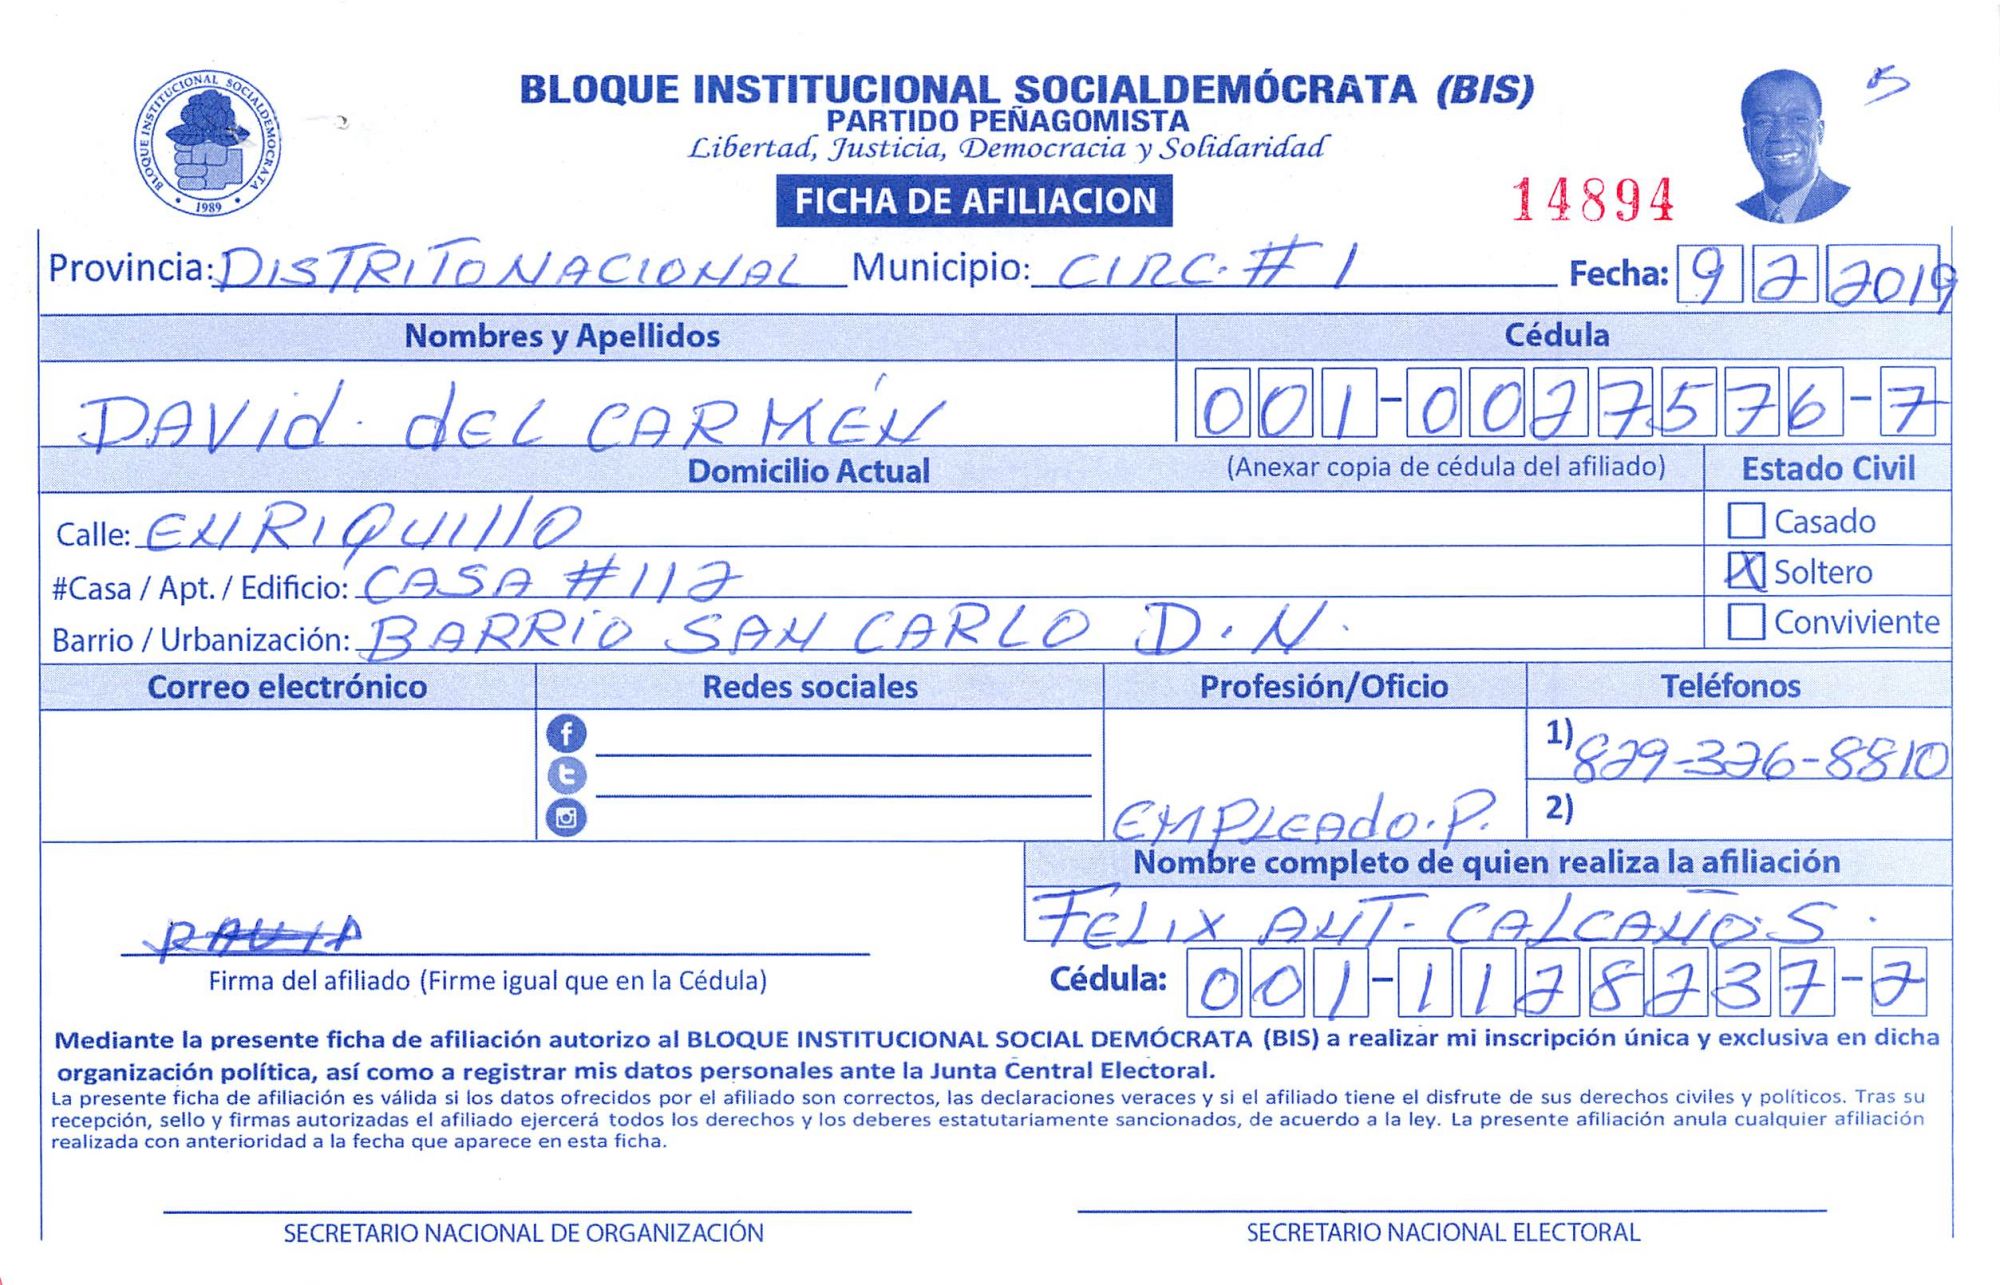 BLOQUE INSTITUCIONAL SOCIALDEMOCRATA
1989
BLOQUE INSTITUCIONAL SOCIALDEMÓCRATA (BIS)
PARTIDO PEÑAGOMISTA
Libertad, Justicia, Democracia y Solidaridad
FICHA DE AFILIACION
14894
Provincia: DISTRITO NACIONAL Municipio: CIRC. # 1 Fecha: 9 2 2019
Nombres y Apellidos Cédula
DAVid. dEL CARMÉN 001-0027576-7
Domicilio Actual (Anexar copia de cédula del afiliado) Estado Civil
Calle: ENRIQUIllO Casado
#Casa / Apt. / Edificio: CASA #112 X Soltero
Barrio / Urbanización: BARRiO SAN CARLO D.N. Conviviente
Correo electrónico Redes sociales Profesión/Oficio Teléfonos
1) 829-326-8810
EMPLEAdo.P. 2)
Nombre completo de quien realiza la afiliación
FELIX ANT. CALCAÑO.S.
Firma del afiliado (Firme igual que en la Cédula) Cédula: 001-1128237-2
Mediante la presente ficha de afiliación autorizo al BLOQUE INSTITUCIONAL SOCIAL DEMÓCRATA (BIS) a realizar mi inscripción única y exclusiva en dicha
organización política, así como a registrar mis datos personales ante la Junta Central Electoral.
La presente ficha de afiliación es válida si los datos ofrecidos por el afiliado son correctos, las declaraciones veraces y si el afiliado tiene el disfrute de sus derechos civiles y políticos. Tras su
recepción, sello y firmas autorizadas el afiliado ejercerá todos los derechos y los deberes estatutariamente sancionados, de acuerdo a la ley. La presente afiliación anula cualquier afiliación
realizada con anterioridad a la fecha que aparece en esta ficha.
SECRETARIO NACIONAL DE ORGANIZACIÓN SECRETARIO NACIONAL ELECTORAL